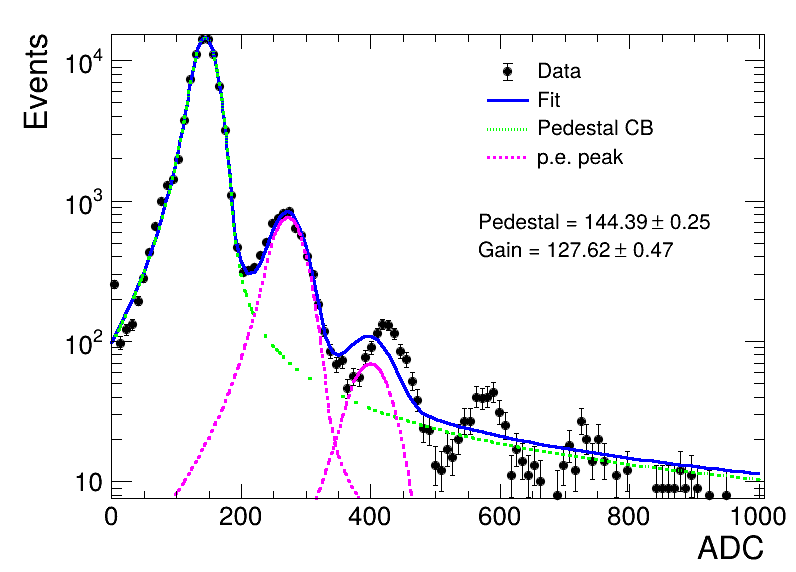 Events
10⁴
10³
10²
10
0
200
400
600
800
1000
ADC
Data
Fit
Pedestal CB
p.e. peak
Pedestal = 144.39 ± 0.25
Gain = 127.62 ± 0.47